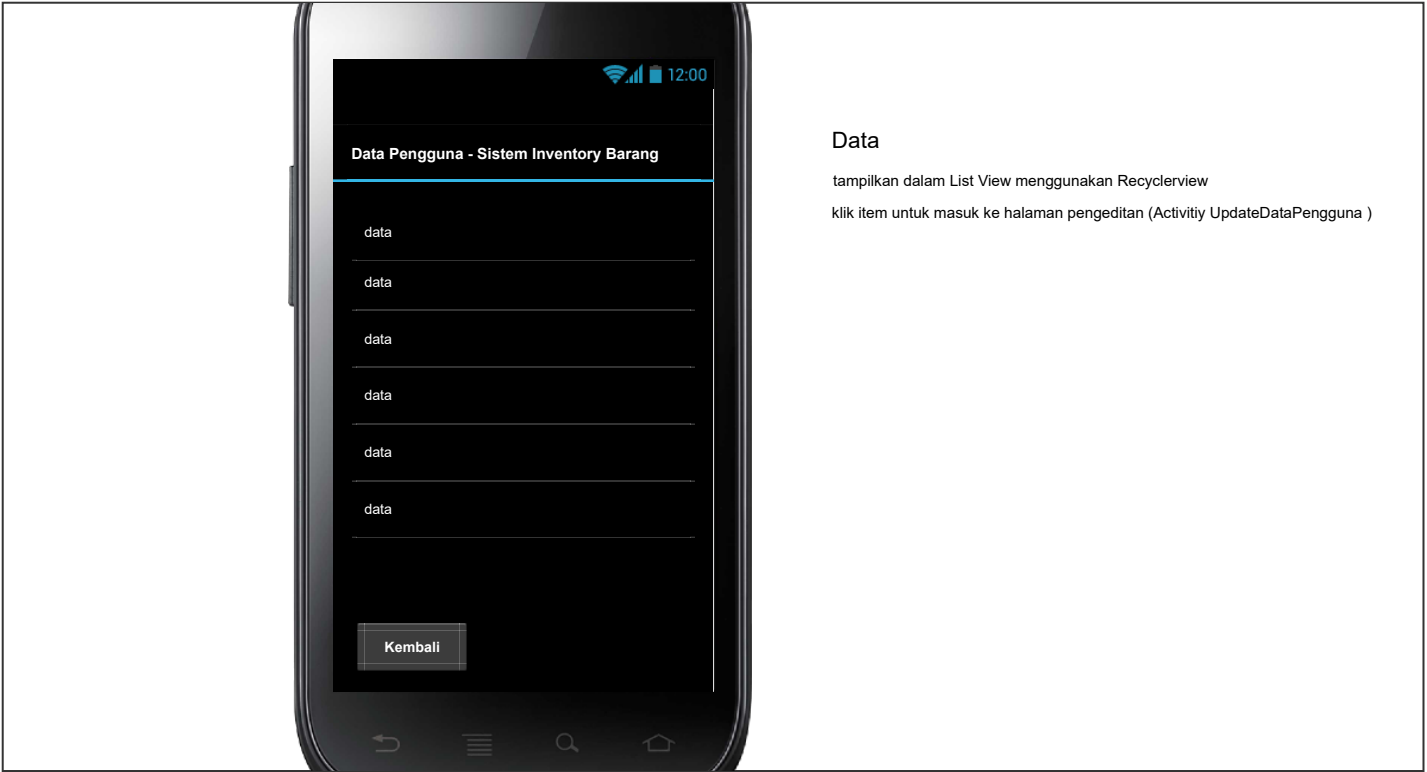 12:00
Data Pengguna - Sistem Inventory Barang
data
data
data
data
data
data
Kembali
Data
tampilkan dalam List View menggunakan Recyclerview
klik item untuk masuk ke halaman pengeditan (Activitiy UpdateDataPengguna )